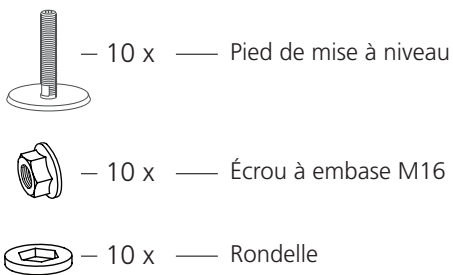 – 10 x — Pied de mise à niveau
– 10 x — Écrou à embase M16
– 10 x — Rondelle